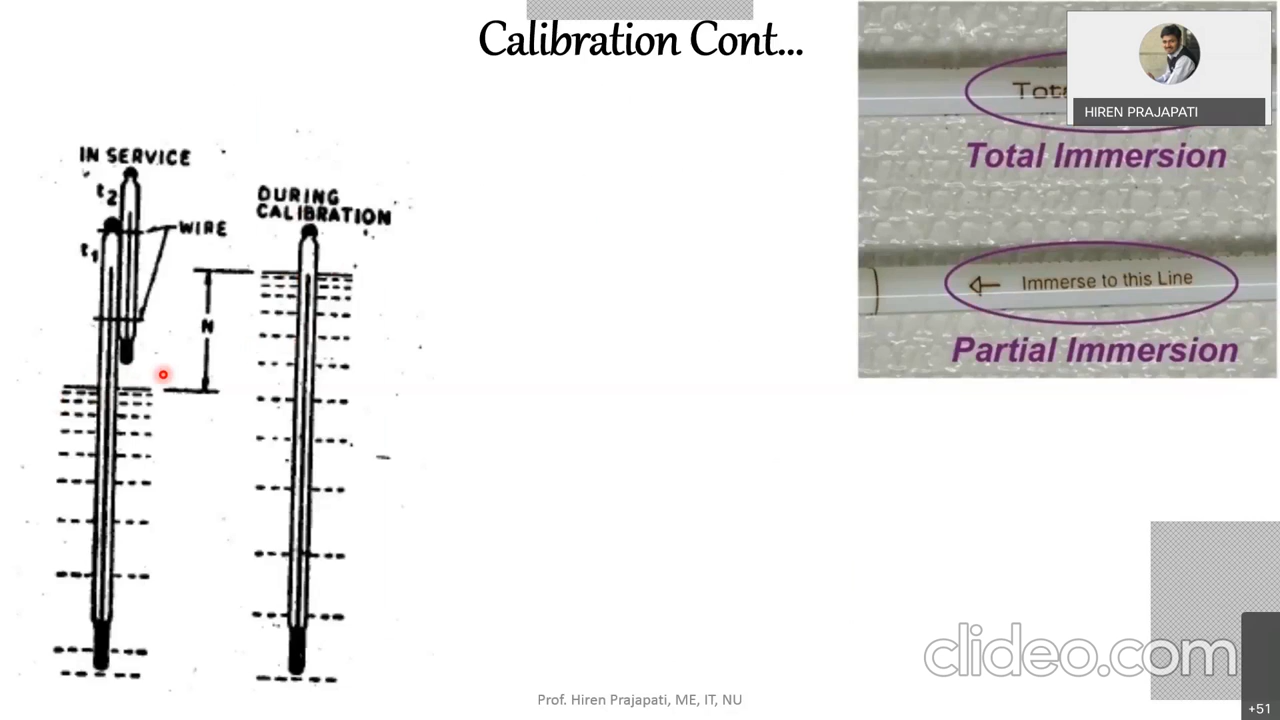 Calibration Cont...
HIREN PRAJAPATI
Total Immersion
Immerse to this Line
Partial Immersion
IN SERVICE
t2
t1
WIRE
DURING
CALIBRATION
N
clideo.com
Prof. Hiren Prajapati, ME, IT, NU
+51